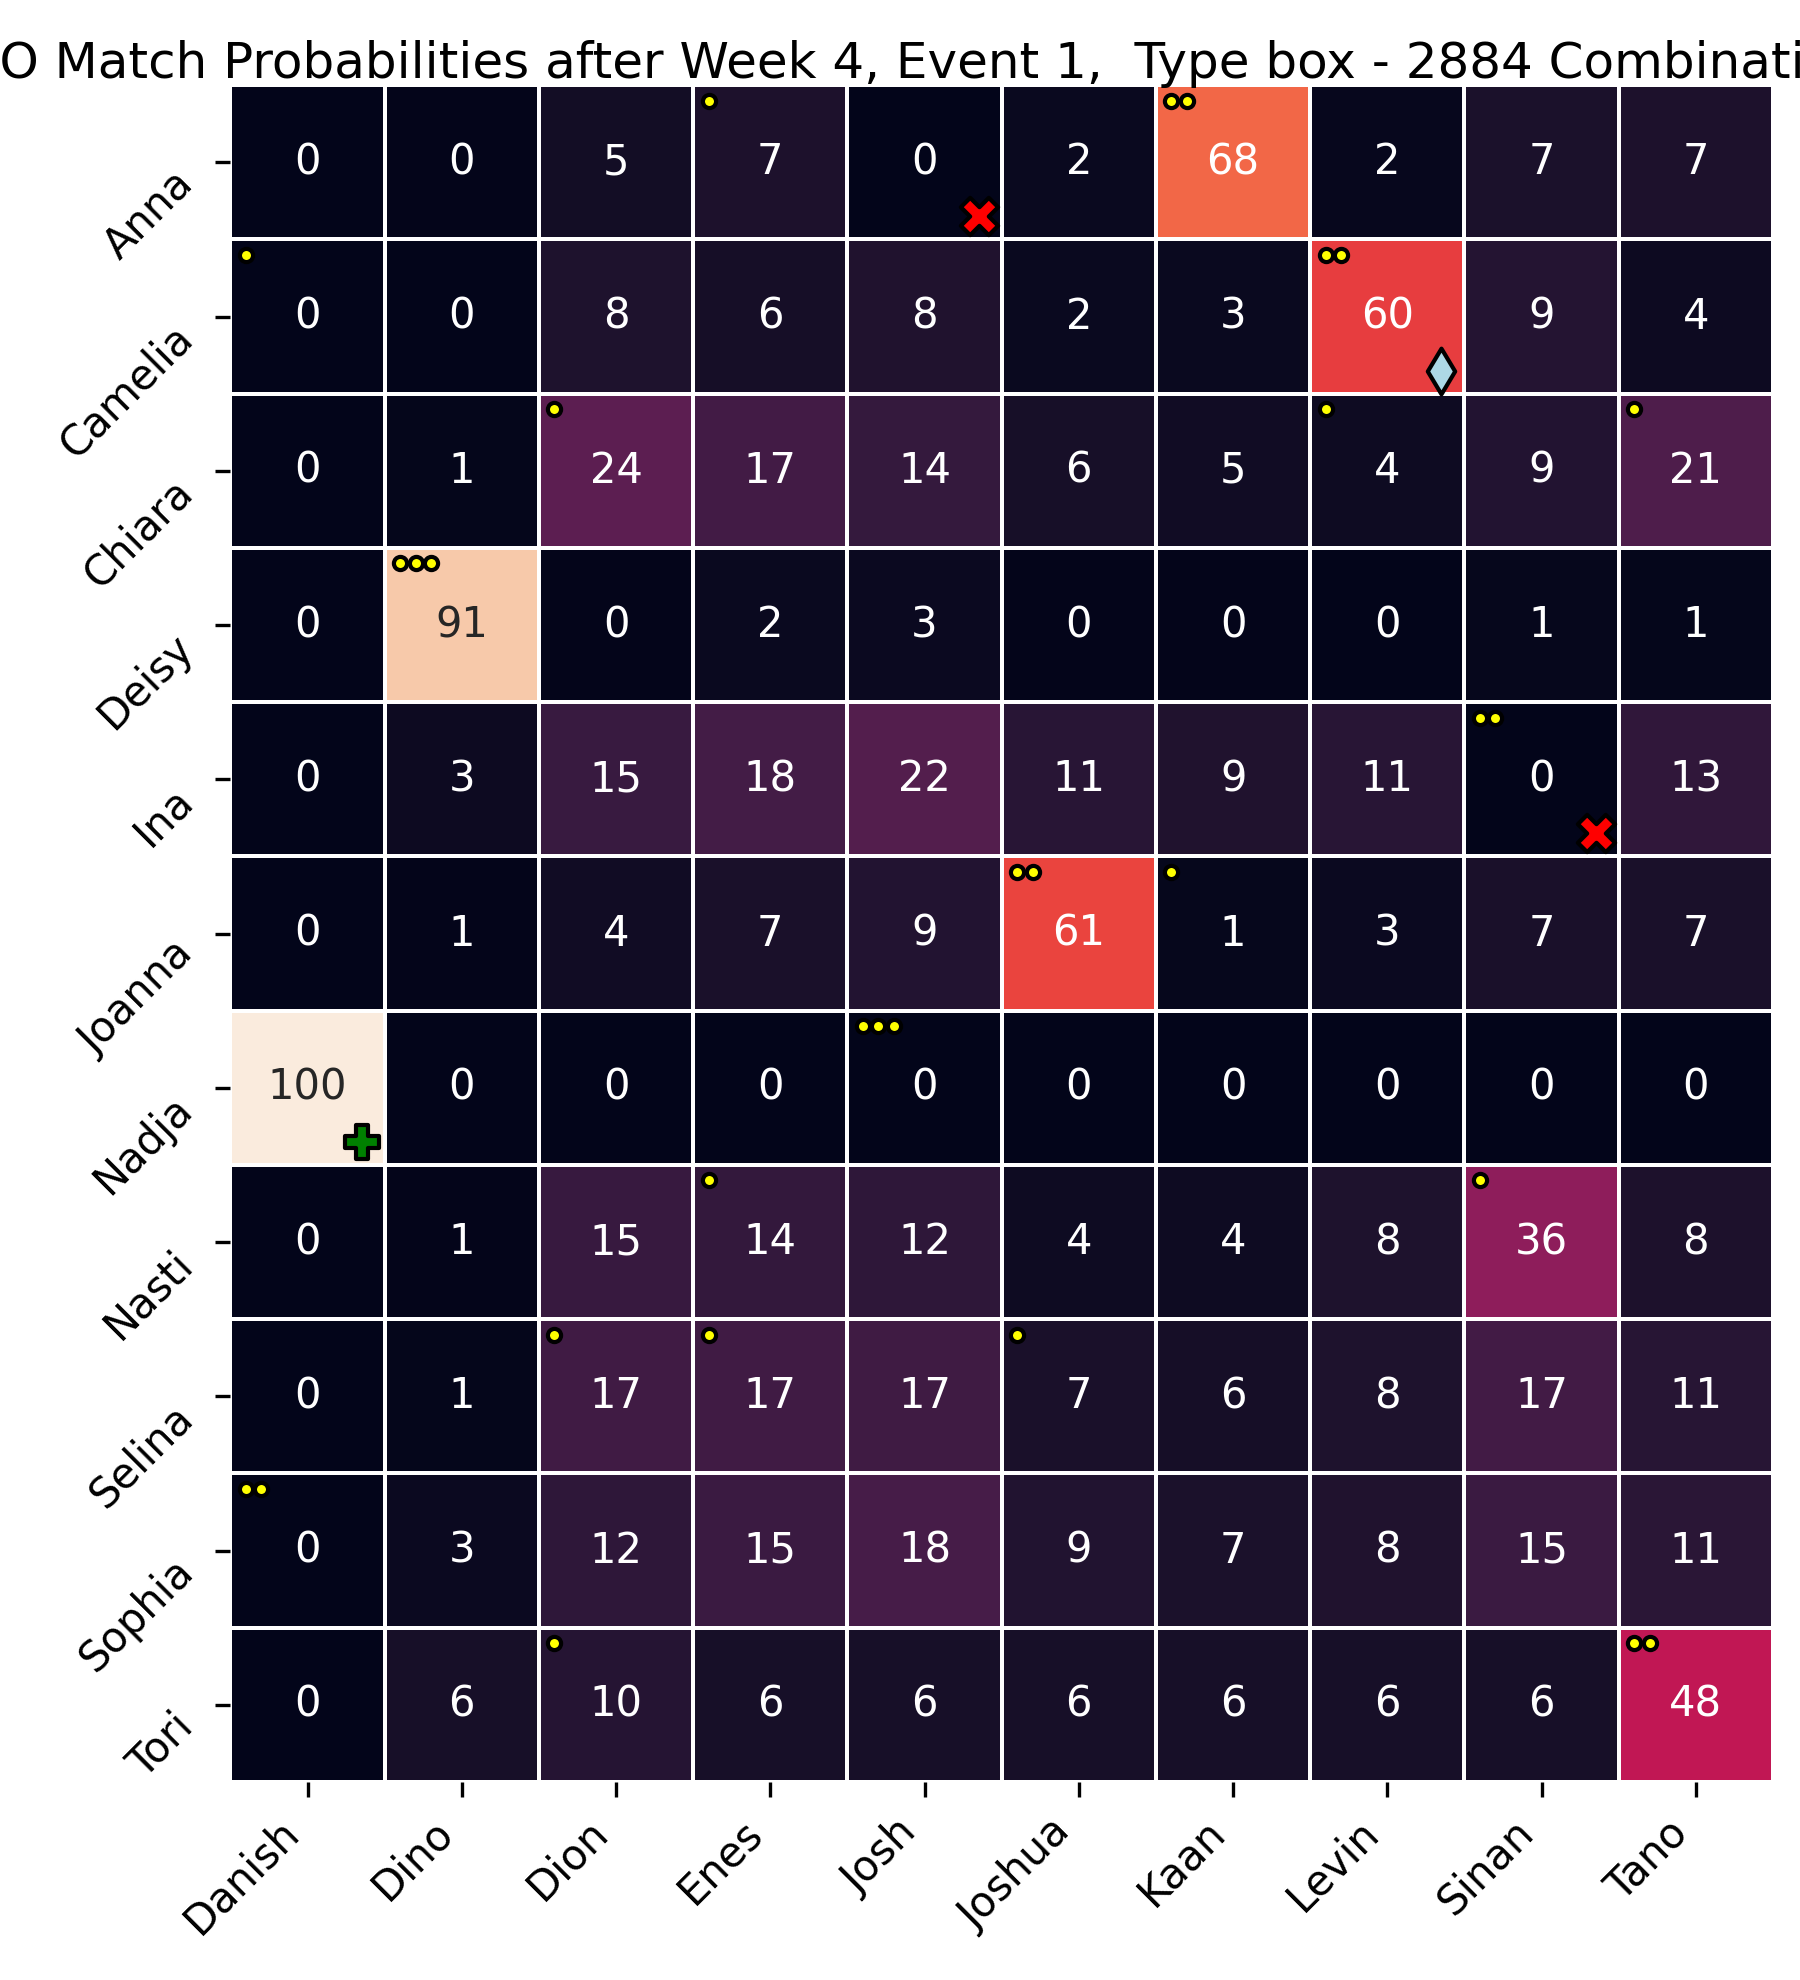 O Match Probabilities after Week 4, Event 1, Type box - 2884 Combinati
Anna 0 0 5 7 0 2 68 2 7 7
Camelia 0 0 8 6 8 2 3 60 9 4
Chiara 0 1 24 17 14 6 5 4 9 21
Deisy 0 91 0 2 3 0 0 0 1 1
Ina 0 3 15 18 22 11 9 11 0 13
Joanna 0 1 4 7 9 61 1 3 7 7
Nadja 100 0 0 0 0 0 0 0 0 0
Nasti 0 1 15 14 12 4 4 8 36 8
Selina 0 1 17 17 17 7 6 8 17 11
Sophia 0 3 12 15 18 9 7 8 15 11
Tori 0 6 10 6 6 6 6 6 6 48
Danish Dino Dion Enes Josh Joshua Kaan Levin Sinan Tano